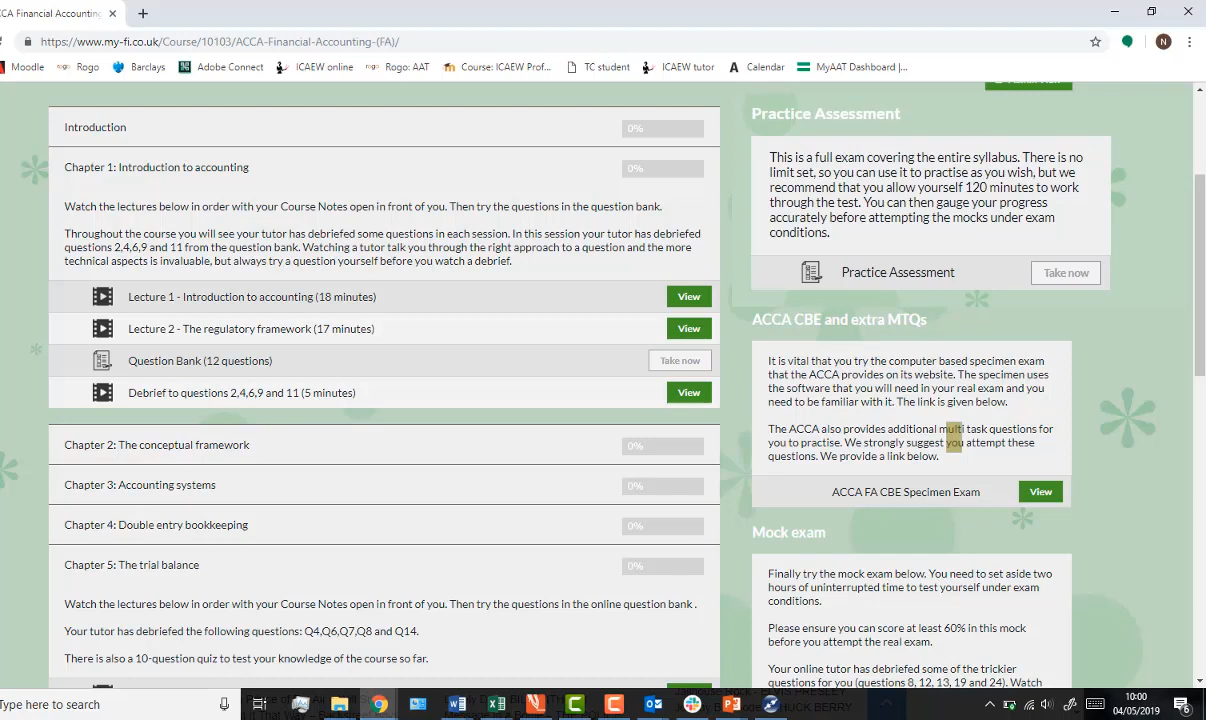 CCA Financial Accounting
https://www.my-fi.co.uk/Course/10103/ACCA-Financial-Accounting-(FA)/
N
Moodle Rogo Barclays Adobe Connect ICAEW online Rogo: AAT Course: ICAEW Prof... TC student ICAEW tutor Calendar MyAAT Dashboard |...
Introduction
0%
Chapter 1: Introduction to accounting
0%
Watch the lectures below in order with your Course Notes open in front of you. Then try the questions in the question bank.
Throughout the course you will see your tutor has debriefed some questions in each session. In this session your tutor has debriefed
questions 2,4,6,9 and 11 from the question bank. Watching a tutor talk you through the right approach to a question and the more
technical aspects is invaluable, but always try a question yourself before you watch a debrief.
Lecture 1 - Introduction to accounting (18 minutes)
View
Lecture 2 - The regulatory framework (17 minutes)
View
Question Bank (12 questions)
Take now
Debrief to questions 2,4,6,9 and 11 (5 minutes)
View
Chapter 2: The conceptual framework
0%
Chapter 3: Accounting systems
0%
Chapter 4: Double entry bookkeeping
0%
Chapter 5: The trial balance
0%
Watch the lectures below in order with your Course Notes open in front of you. Then try the questions in the online question bank .
Your tutor has debriefed the following questions: Q4,Q6,Q7,Q8 and Q14.
There is also a 10-question quiz to test your knowledge of the course so far.
Practice Assessment
This is a full exam covering the entire syllabus. There is no
limit set, so you can use it to practise as you wish, but we
recommend that you allow yourself 120 minutes to work
through the test. You can then gauge your progress
accurately before attempting the mocks under exam
conditions.
Practice Assessment
Take now
ACCA CBE and extra MTQs
It is vital that you try the computer based specimen exam
that the ACCA provides on its website. The specimen uses
the software that you will need in your real exam and you
need to be familiar with it. The link is given below.
The ACCA also provides additional multi task questions for
you to practise. We strongly suggest you attempt these
questions. We provide a link below.
ACCA FA CBE Specimen Exam
View
Mock exam
Finally try the mock exam below. You need to set aside two
hours of uninterrupted time to test yourself under exam
conditions.
Please ensure you can score at least 60% in this mock
before you attempt the real exam.
Your online tutor has debriefed some of the trickier
questions for you (questions 8, 12, 13, 19 and 24). Watch
Type here to search
10:00
04/05/2019
6